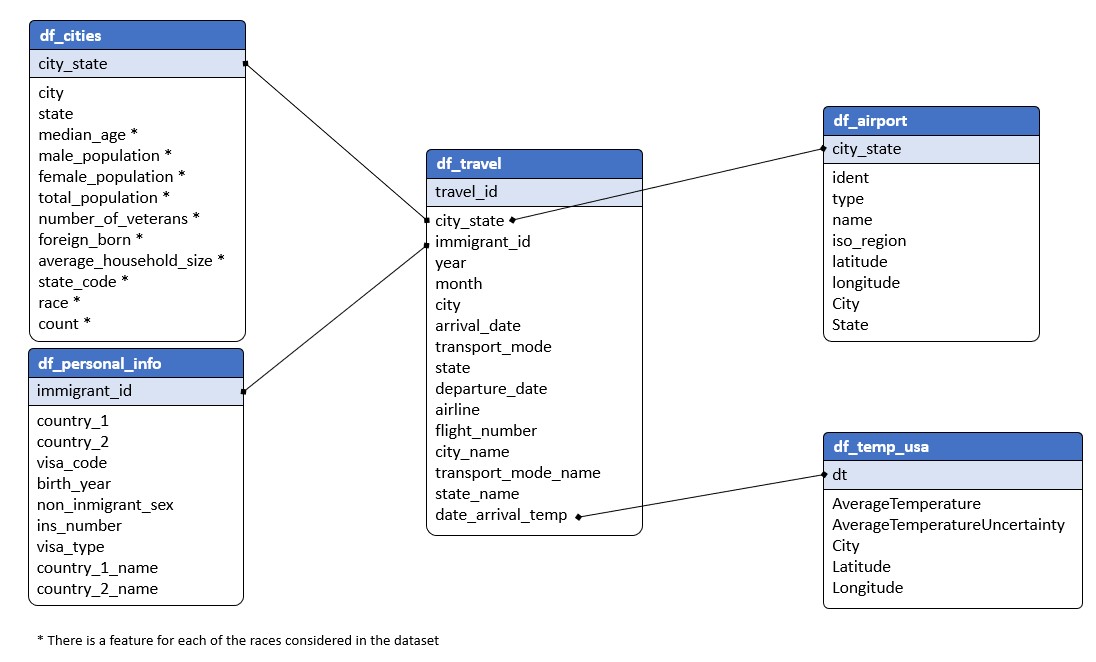 df_cities
city_state
city
state
median_age *
male_population *
female_population *
total_population *
number_of_veterans *
foreign_born *
average_household_size *
state_code *
race *
count *
df_personal_info
immigrant_id
country_1
country_2
visa_code
birth_year
non_inmigrant_sex
ins_number
visa_type
country_1_name
country_2_name
df_travel
travel_id
city_state
immigrant_id
year
month
city
arrival_date
transport_mode
state
departure_date
airline
flight_number
city_name
transport_mode_name
state_name
date_arrival_temp
df_airport
city_state
ident
type
name
iso_region
latitude
longitude
City
State
df_temp_usa
dt
AverageTemperature
AverageTemperatureUncertainty
City
Latitude
Longitude
* There is a feature for each of the races considered in the dataset